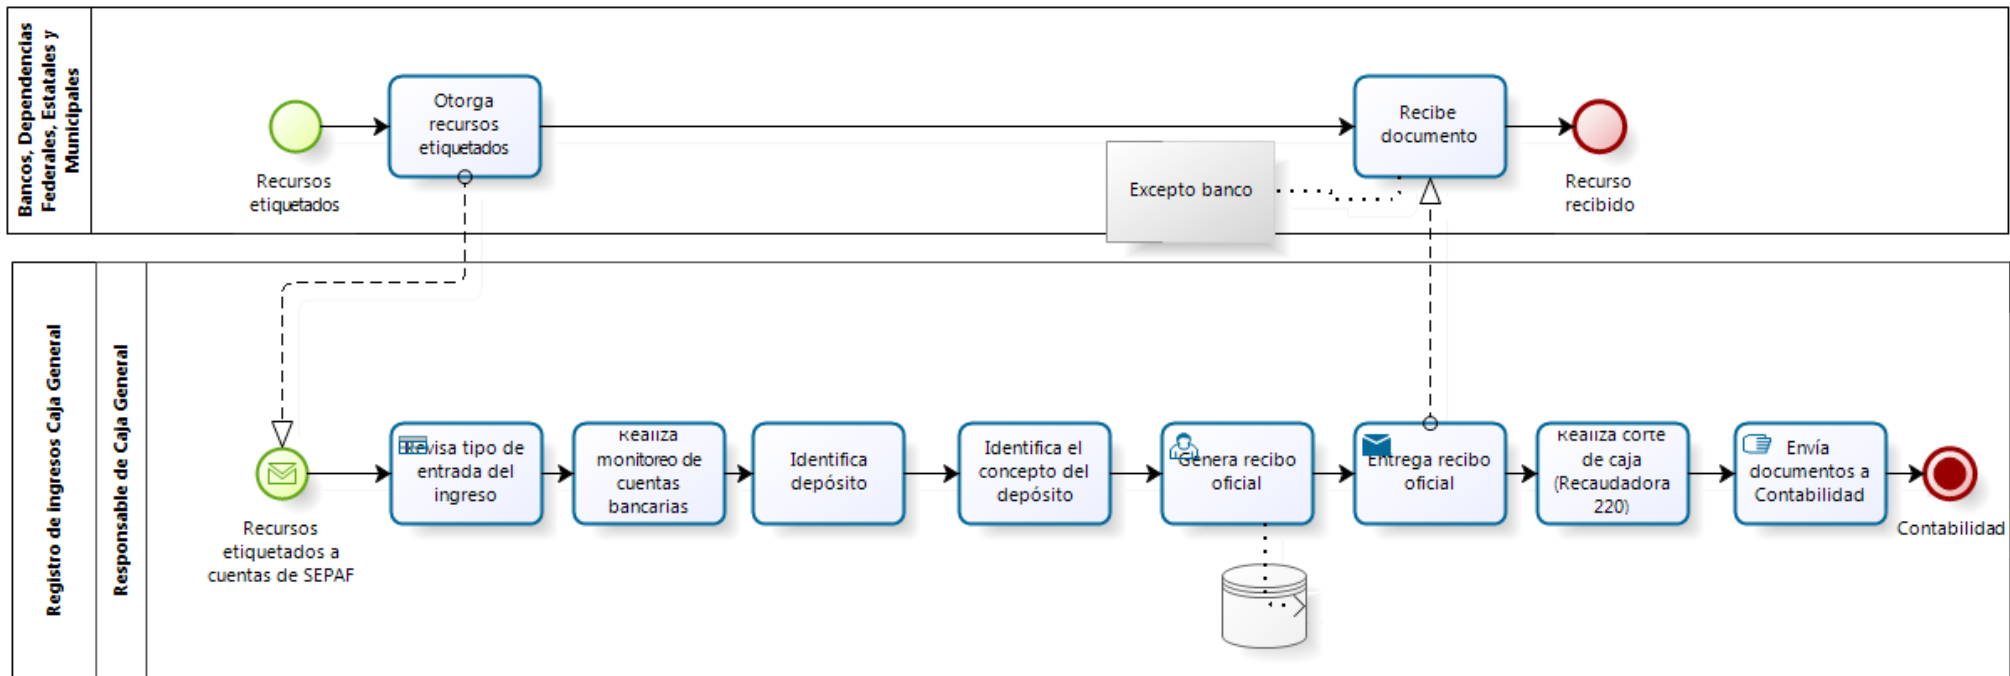 Bancos, Dependencias
Federales, Estatales y
Municipales
Recursos
etiquetados
Otorga
recursos
etiquetados
Excepto banco
Recibe
documento
Recurso
recibido
Registro de ingresos Caja General
Responsable de Caja General
Recursos
etiquetados a
cuentas de SEPAF
Revisa tipo de
entrada del
ingreso
Realiza
monitoreo de
cuentas
bancarias
Identifica
depósito
Identifica el
concepto del
depósito
Genera recibo
oficial
Entrega recibo
oficial
Realiza corte
de caja
(Recaudadora
220)
Envía
documentos a
Contabilidad
Contabilidad